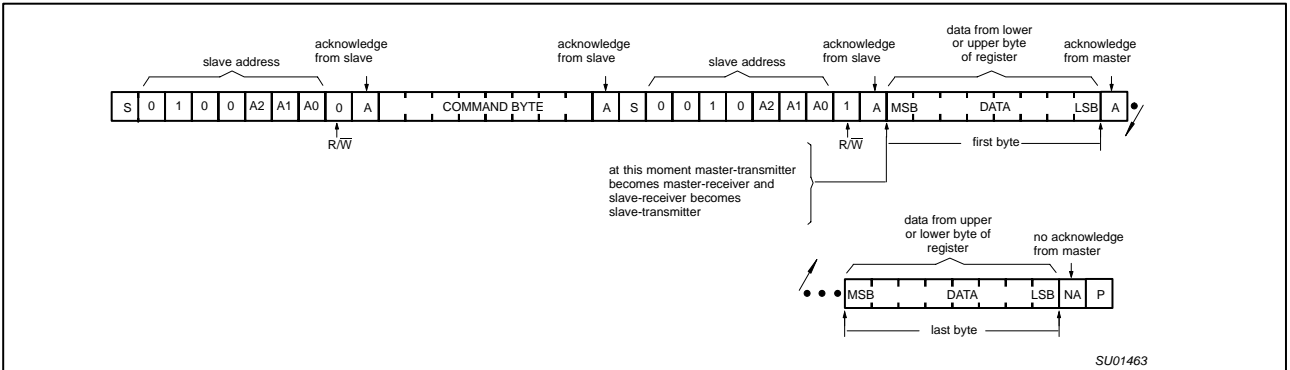 acknowledge
from slave
slave address
acknowledge
from slave
slave address
acknowledge
from slave
data from lower
or upper byte
of register
acknowledge
from master
S 0 1 0 0 A2 A1 A0 0 A COMMAND BYTE A S 0 0 1 0 A2 A1 A0 1 A MSB DATA LSB A
R/W
R/W
first byte
at this moment master-transmitter
becomes master-receiver and
slave-receiver becomes
slave-transmitter
data from upper
or lower byte of
register
no acknowledge
from master
MSB DATA LSB NA P
last byte
SU01463